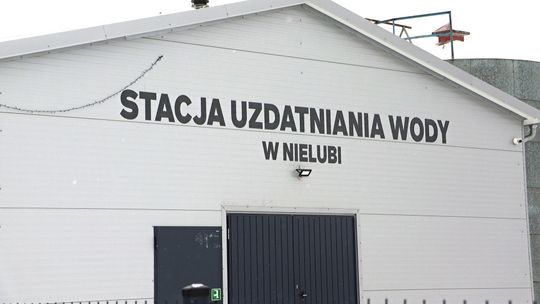 STACJA UZDATNIANIA WODY
W NIELUBI